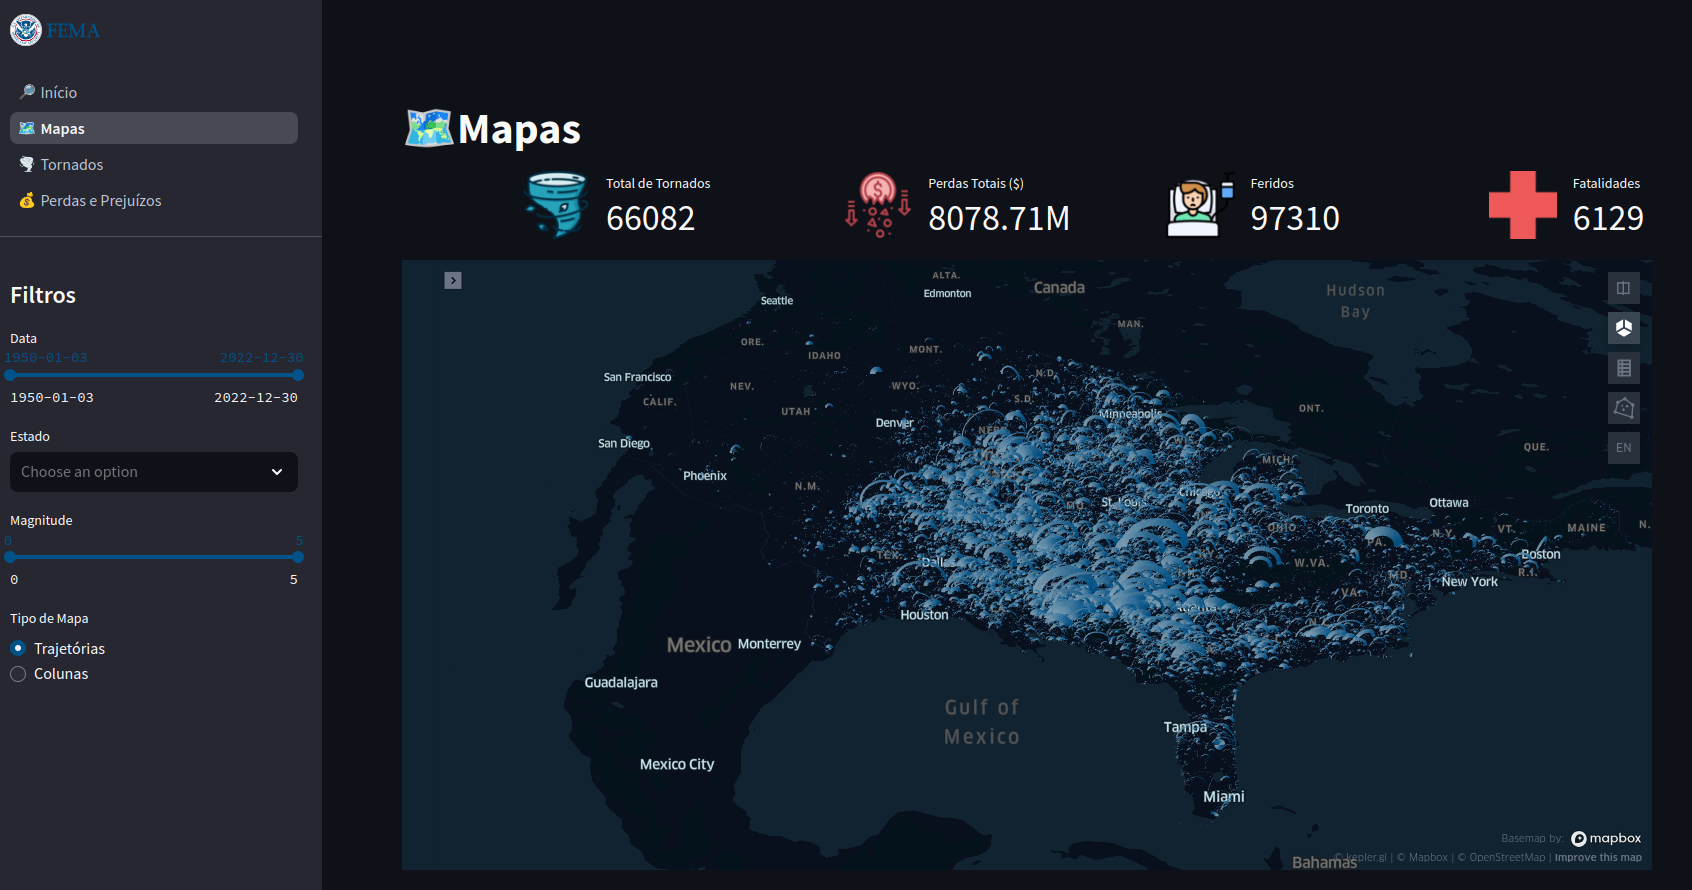 FEMA
Início
Mapas
Tornados
Perdas e Prejuízos
Filtros
Data
1950-01-03 2022-12-30
1950-01-03 2022-12-30
Estado
Choose an option
Magnitude
0 5
0 5
Tipo de Mapa
Trajetórias
Colunas
Mapas
Total de Tornados
66082
Perdas Totais ($)
8078.71M
Feridos
97310
Fatalidades
6129
ALTA.
Edmonton
Canada
Hudson
Bay
Seattle
MAN.
ORE.
IDAHO
MONT.
San Francisco
NEV.
WYO.
N.D.
CALIF.
UTAH
S.D.
ONT.
Minneapolis
Denver
San Diego
QUE.
EN
MICH.
Phoenix
N.M.
Chicago
St. Louis
MO.
Toronto
Ottawa
OHIO
N.Y.
VT.
MAINE
N.
PA.
Boston
TEX.
KY.
Dallas
W.VA.
MD.
R.I.
New York
VA.
Atlanta
Houston
Mexico
Monterrey
Guadalajara
Gulf of
Mexico
Tampa
Mexico City
Miami
Basemap by: mapbox
© kepler.gl | © Mapbox | © OpenStreetMap | Improve this map
Bahamas